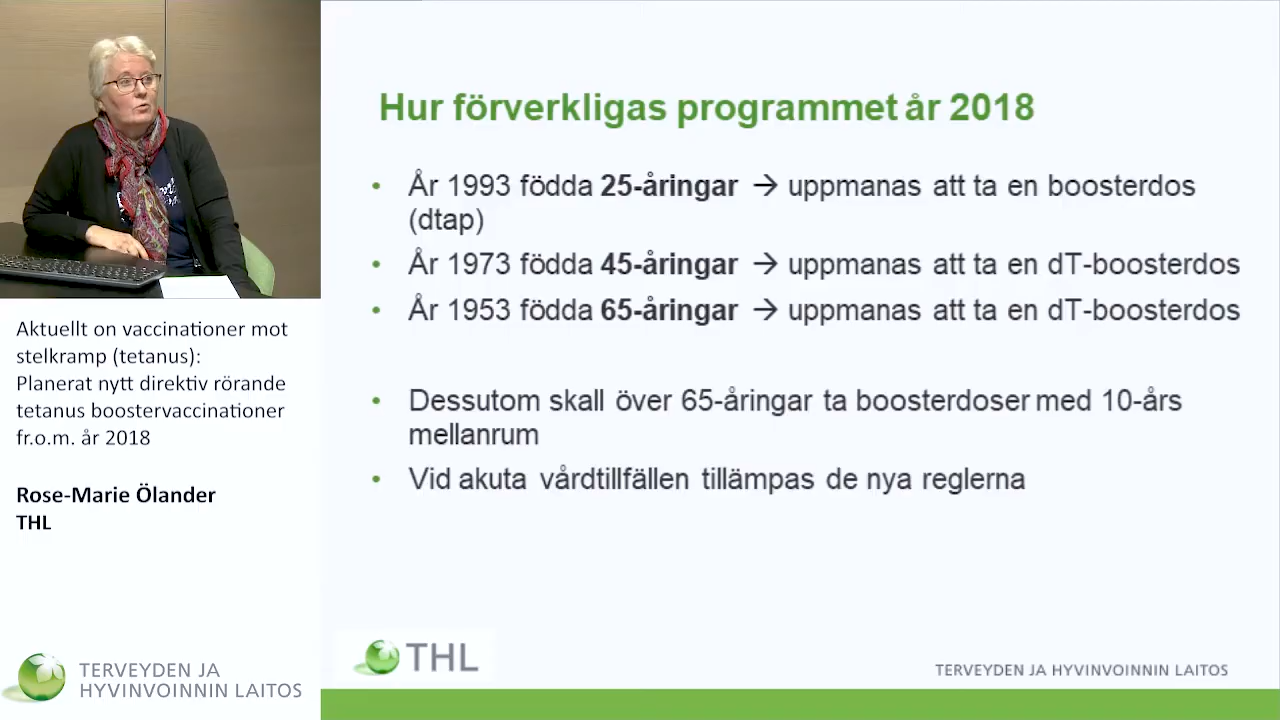 Hur förverkligas programmet år 2018
• År 1993 födda 25-åringar → uppmanas att ta en boosterdos
(dtap)
• År 1973 födda 45-åringar → uppmanas att ta en dT-boosterdos
• År 1953 födda 65-åringar → uppmanas att ta en dT-boosterdos
• Dessutom skall över 65-åringar ta boosterdoser med 10-års
mellanrum
• Vid akuta vårdtillfällen tillämpas de nya reglerna
THL
TERVEYDEN JA HYVINVOINNIN LAITOS
Aktuellt on vaccinationer mot
stelkramp (tetanus):
Planerat nytt direktiv rörande
tetanus boostervaccinationer
fr.o.m. år 2018
Rose-Marie Ölander
THL
TERVEYDEN JA
HYVINVOINNIN LAITOS